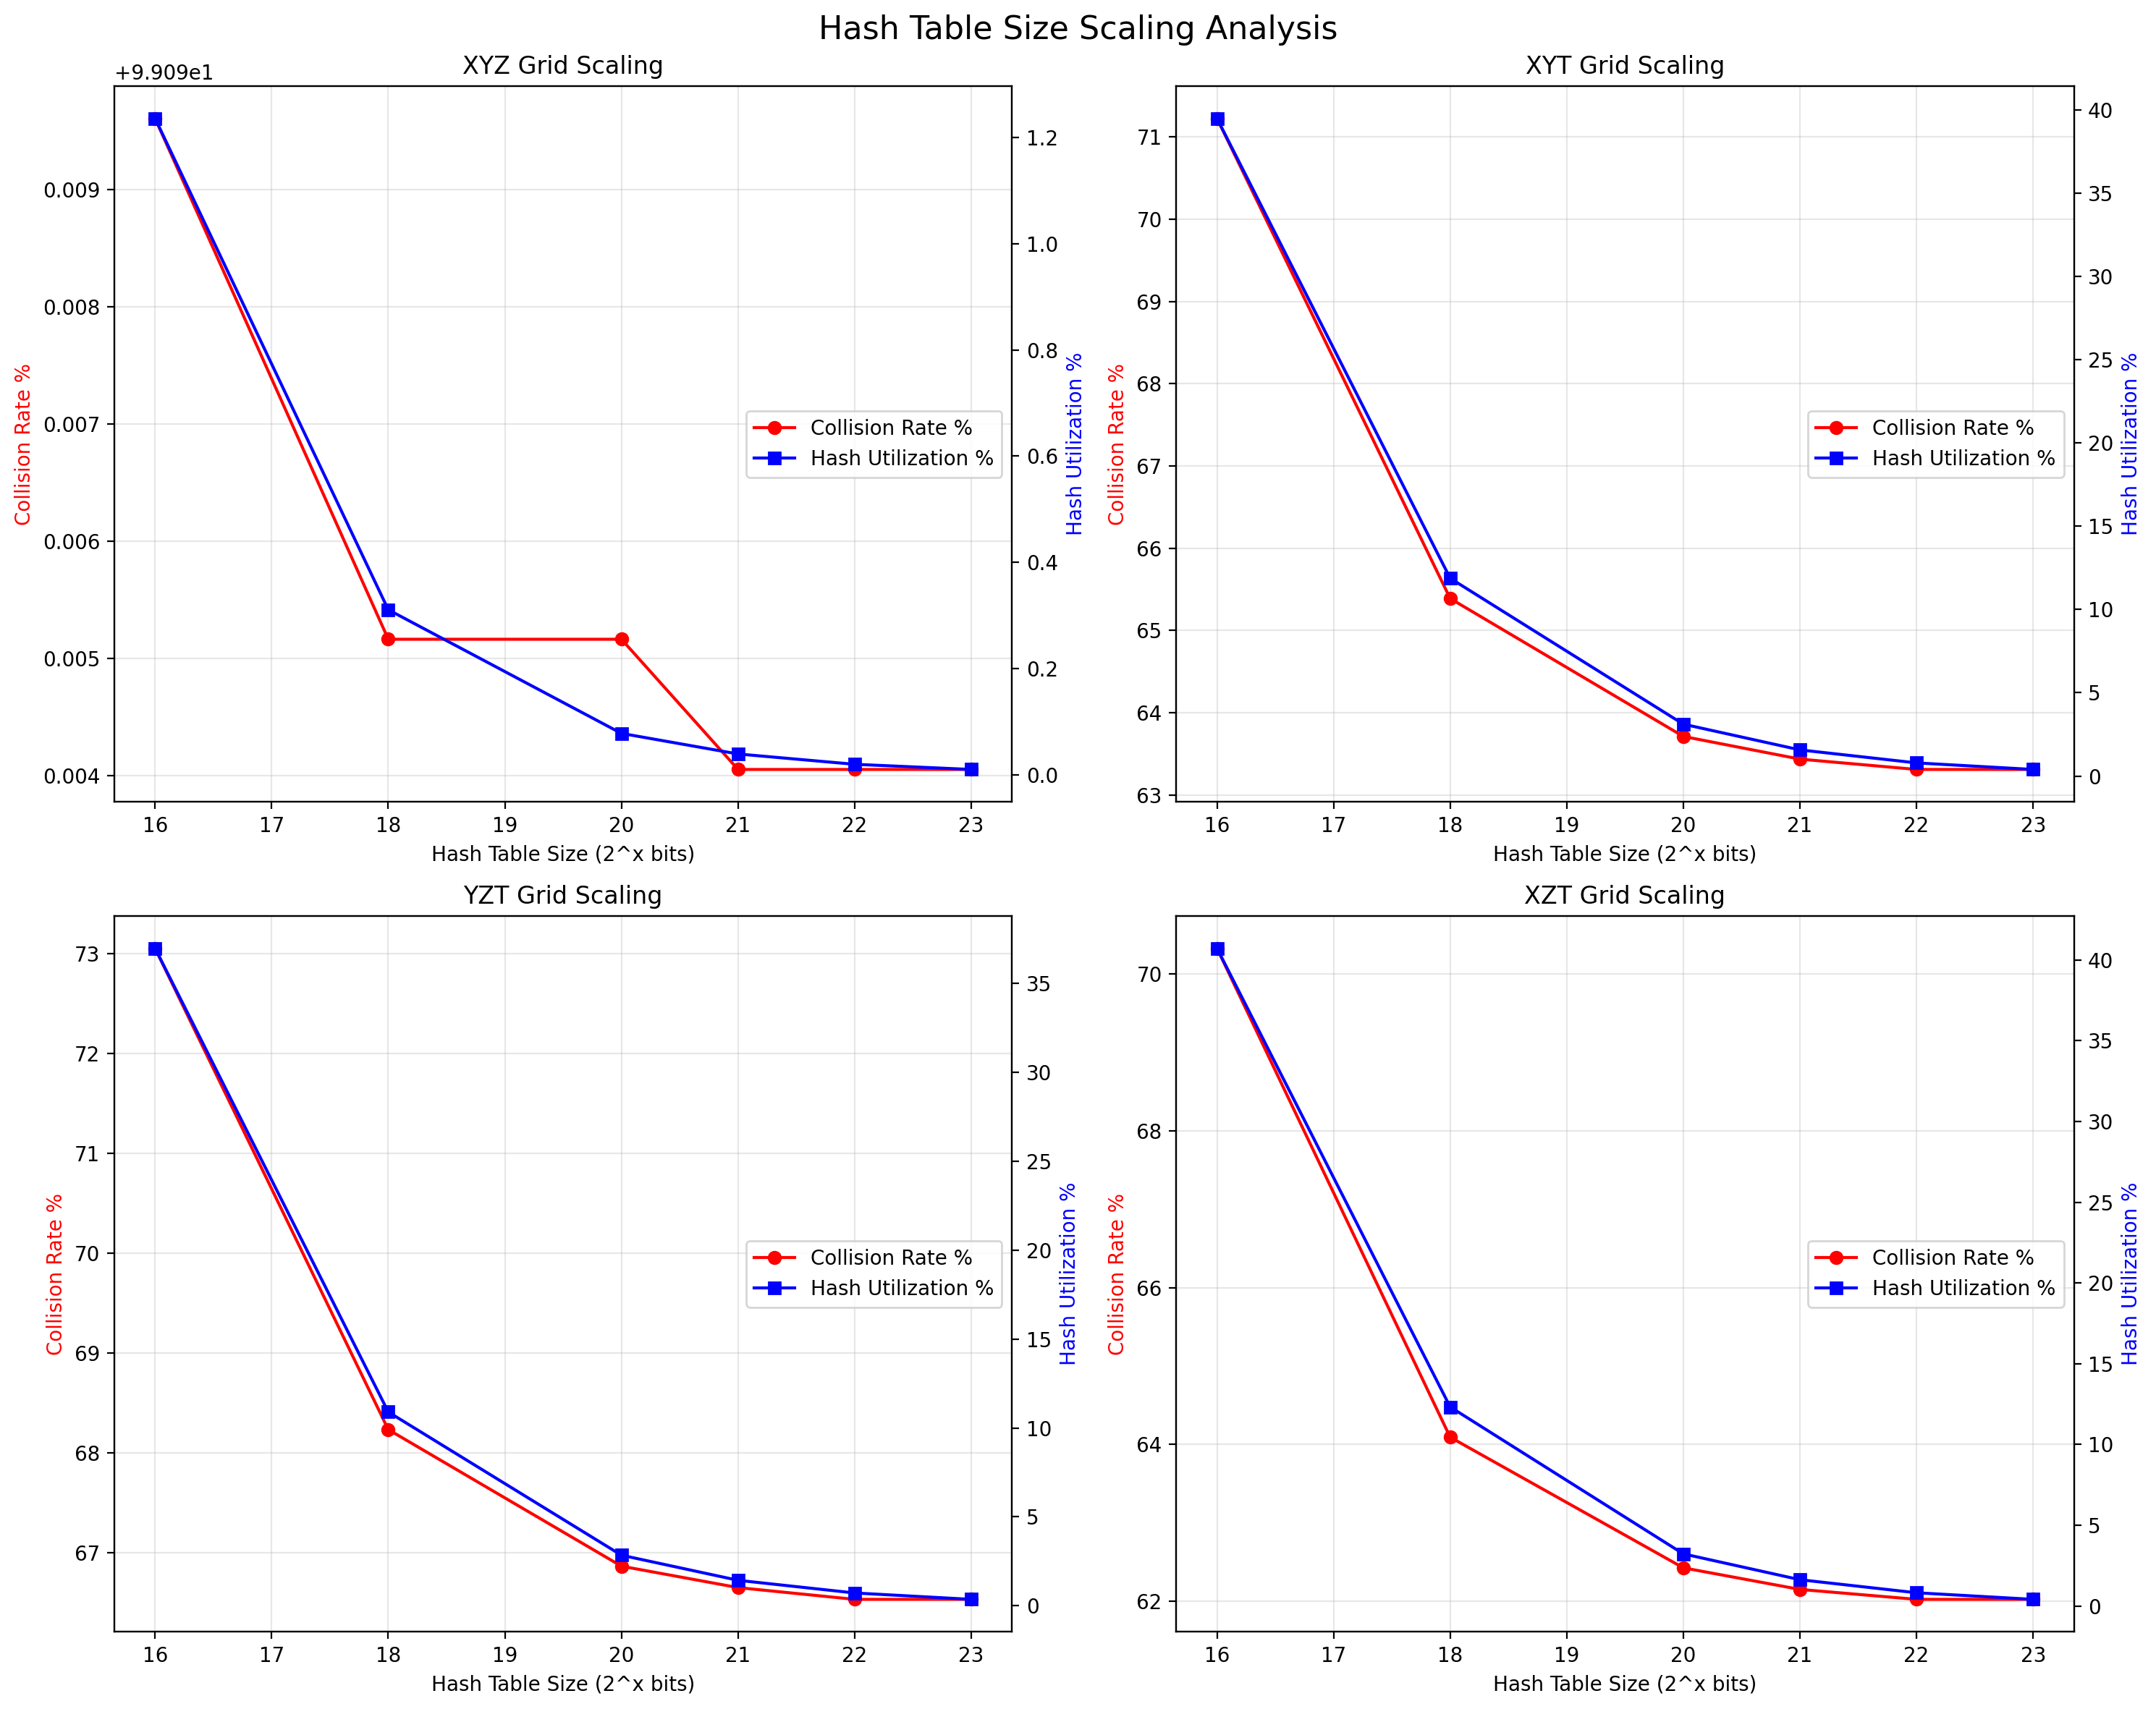 Hash Table Size Scaling Analysis
XYZ Grid Scaling
+9.909e1
0.009
0.008
0.007
0.006
0.005
0.004
Collision Rate %
1.2
1.0
0.8
0.6
0.4
0.2
0.0
Hash Utilization %
Collision Rate %
Hash Utilization %
16 17 18 19 20 21 22 23
Hash Table Size (2^x bits)
XYT Grid Scaling
71
70
69
68
67
66
65
64
63
Collision Rate %
40
35
30
25
20
15
10
5
0
Hash Utilization %
Collision Rate %
Hash Utilization %
16 17 18 19 20 21 22 23
Hash Table Size (2^x bits)
YZT Grid Scaling
73
72
71
70
69
68
67
Collision Rate %
35
30
25
20
15
10
5
0
Hash Utilization %
Collision Rate %
Hash Utilization %
16 17 18 19 20 21 22 23
Hash Table Size (2^x bits)
XZT Grid Scaling
70
68
66
64
62
Collision Rate %
40
35
30
25
20
15
10
5
0
Hash Utilization %
Collision Rate %
Hash Utilization %
16 17 18 19 20 21 22 23
Hash Table Size (2^x bits)